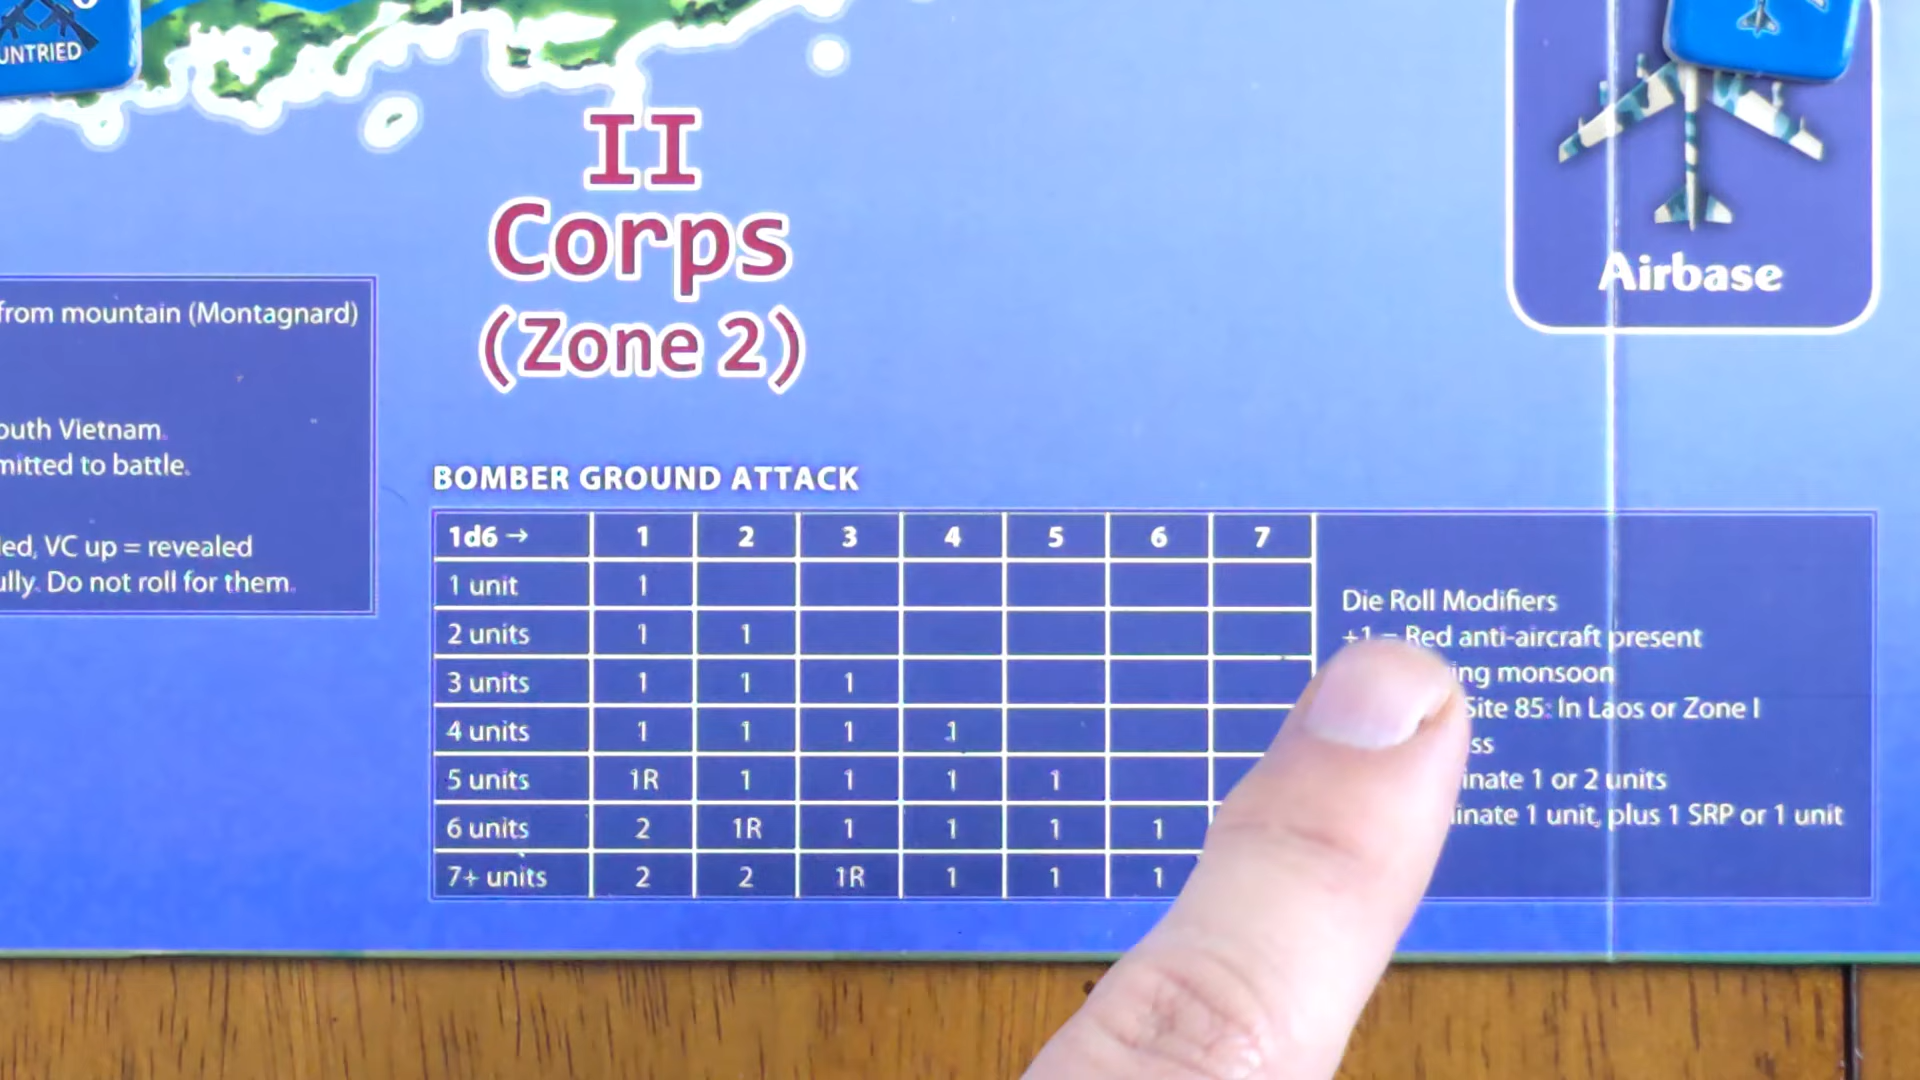 UNTRIED
II
Corps
(Zone 2)
Airbase
from mountain (Montagnard)
outh Vietnam.
mitted to battle.
led, VC up = revealed
ully. Do not roll for them.
BOMBER GROUND ATTACK
1d6 → 1 2 3 4 5 6 7
1 unit 1
2 units 1 1
3 units 1 1 1
4 units 1 1 1 1
5 units 1R 1 1 1 1
6 units 2 1R 1 1 1 1
7+ units 2 2 1R 1 1 1
Die Roll Modifiers
+1 = Red anti-aircraft present
ing monsoon
Site 85: In Laos or Zone I
ss
inate 1 or 2 units
inate 1 unit, plus 1 SRP or 1 unit